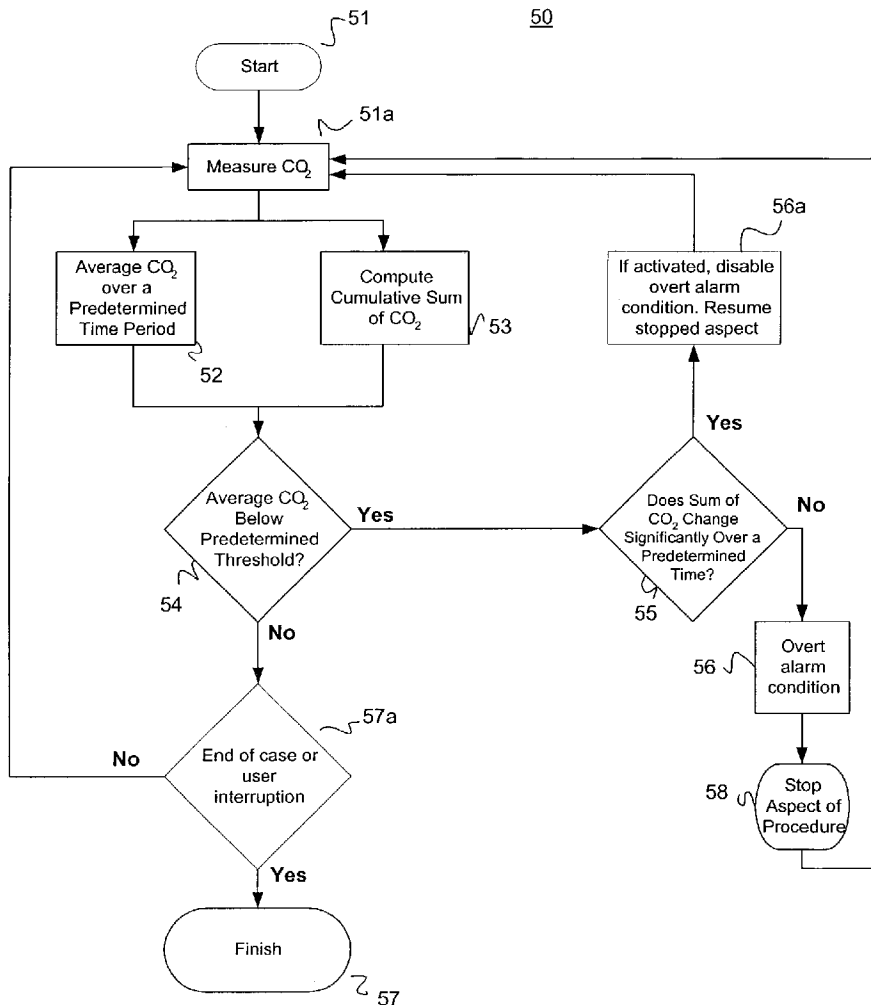 50
51
Start
51a
Measure CO2
Average CO2
over a
Predetermined
Time Period
52
Compute
Cumulative Sum
of CO2
53
56a
If activated, disable
overt alarm
condition. Resume
stopped aspect
Average CO2
Below
Predetermined
Threshold?
54
Yes
No
Does Sum of
CO2 Change
Significantly Over a
Predetermined
Time?
55
Yes
No
56
Overt
alarm
condition
58
Stop
Aspect of
Procedure
57a
End of case or
user
interruption
No
Yes
Finish
57